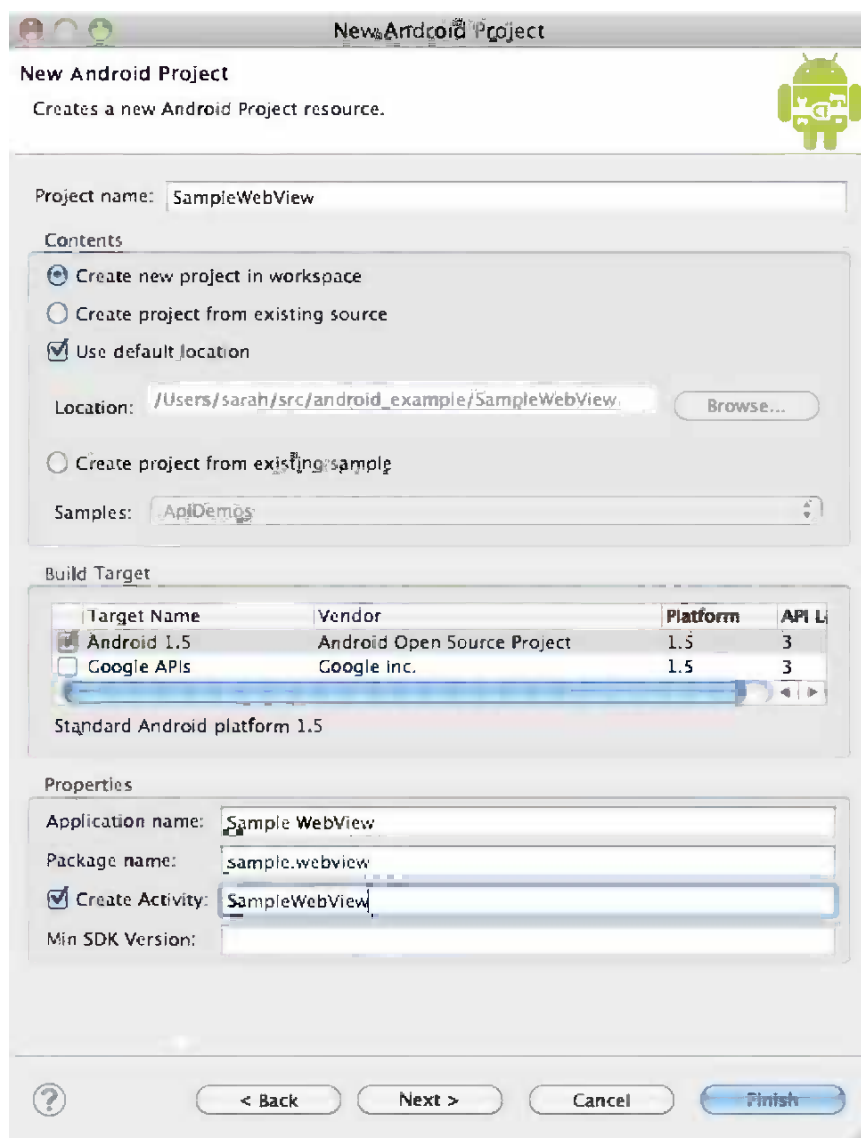 New Android Project
New Android Project
Creates a new Android Project resource.
Project name: SampleWebView
Contents
Create new project in workspace
Create project from existing source
Use default location
Location: /Users/sarah/src/android_example/SampleWebView
Browse...
Create project from existing sample
Samples: ApiDemos
Build Target
Target Name Vendor Platform API L
Android 1.5 Android Open Source Project 1.5 3
Google APIs Google Inc. 1.5 3
Standard Android platform 1.5
Properties
Application name: Sample WebView
Package name: sample.webview
Create Activity: SampleWebView
Min SDK Version:
? < Back Next > Cancel Finish